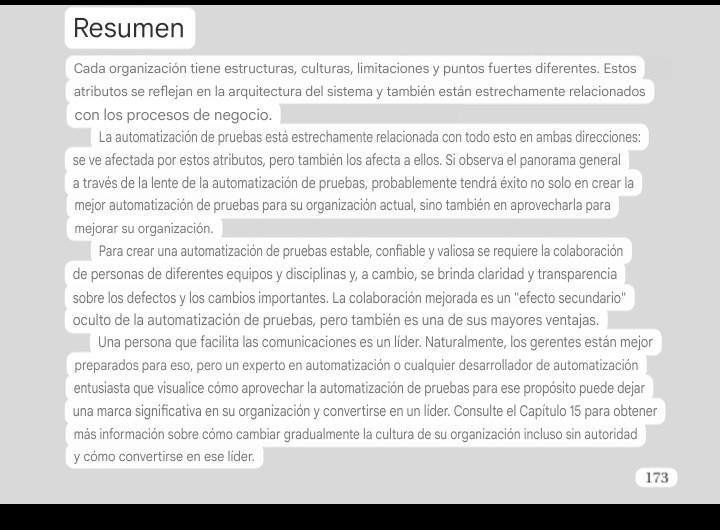 Resumen
Cada organización tiene estructuras, culturas, limitaciones y puntos fuertes diferentes. Estos
atributos se reflejan en la arquitectura del sistema y también están estrechamente relacionados
con los procesos de negocio.
La automatización de pruebas está estrechamente relacionada con todo esto en ambas direcciones:
se ve afectada por estos atributos, pero también los afecta a ellos. Si observa el panorama general
a través de la lente de la automatización de pruebas, probablemente tendrá éxito no solo en crear la
mejor automatización de pruebas para su organización actual, sino también en aprovecharla para
mejorar su organización.
Para crear una automatización de pruebas estable, confiable y valiosa se requiere la colaboración
de personas de diferentes equipos y disciplinas y, a cambio, se brinda claridad y transparencia
sobre los defectos y los cambios importantes. La colaboración mejorada es un "efecto secundario"
oculto de la automatización de pruebas, pero también es una de sus mayores ventajas.
Una persona que facilita las comunicaciones es un líder. Naturalmente, los gerentes están mejor
preparados para eso, pero un experto en automatización o cualquier desarrollador de automatización
entusiasta que visualice cómo aprovechar la automatización de pruebas para ese propósito puede dejar
una marca significativa en su organización y convertirse en un líder. Consulte el Capítulo 15 para obtener
más información sobre cómo cambiar gradualmente la cultura de su organización incluso sin autoridad
y cómo convertirse en ese líder.
173